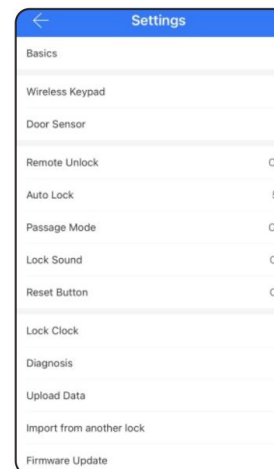 Settings
Basics
Wireless Keypad
Door Sensor
Remote Unlock
Auto Lock
Passage Mode
Lock Sound
Reset Button
Lock Clock
Diagnosis
Upload Data
Import from another lock
Firmware Update